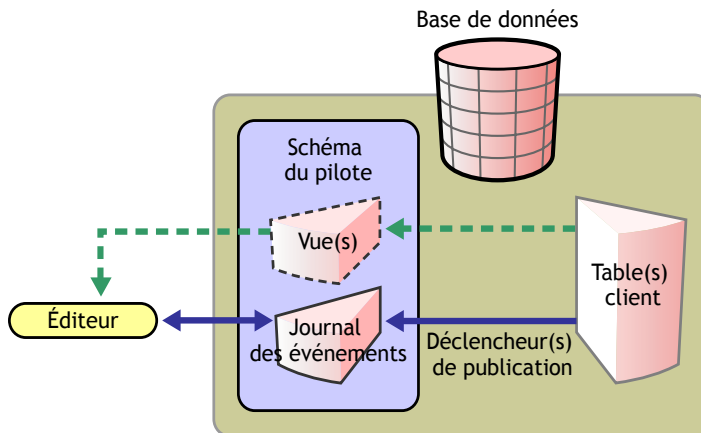 Base de données
Schéma
du pilote
Vue(s)
Table(s)
client
Éditeur
Journal
des événements
Déclencheur(s)
de publication